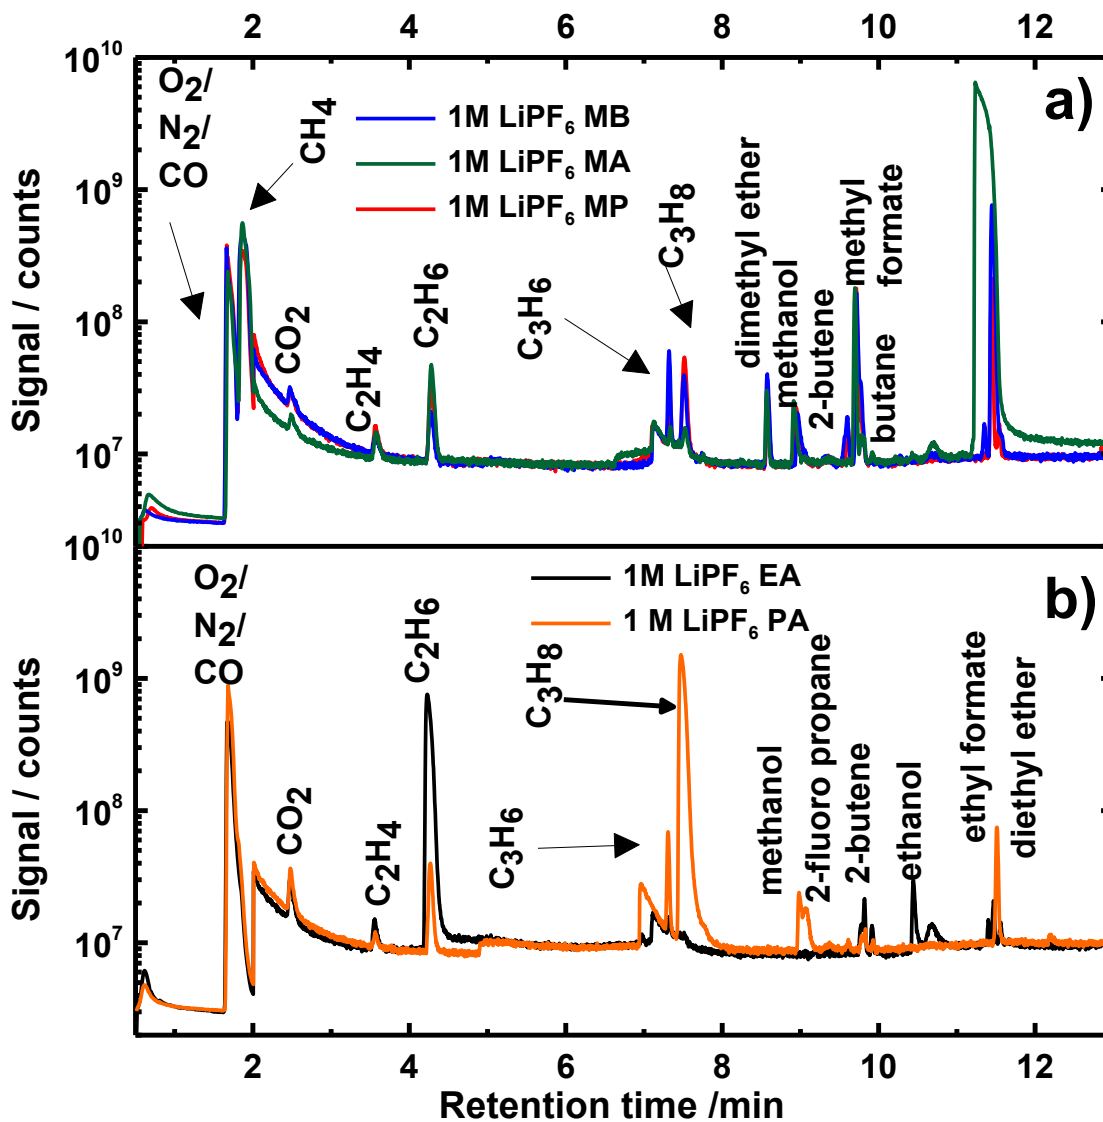 2 4 6 8 10 12
10^10
10^9
10^8
10^7
Signal / counts
a)
O2/
N2/
CO
CH4
1M LiPF6 MB
1M LiPF6 MA
1M LiPF6 MP
CO2
C2H4
C2H6
C3H6
C3H8
dimethyl ether
methanol
2-butene
methyl
formate
butane
10^10
10^9
10^8
10^7
Signal / counts
b)
O2/
N2/
CO
1M LiPF6 EA
1 M LiPF6 PA
CO2
C2H4
C2H6
C3H6
C3H8
methanol
2-fluoro propane
2-butene
ethanol
ethyl formate
diethyl ether
2 4 6 8 10 12
Retention time /min